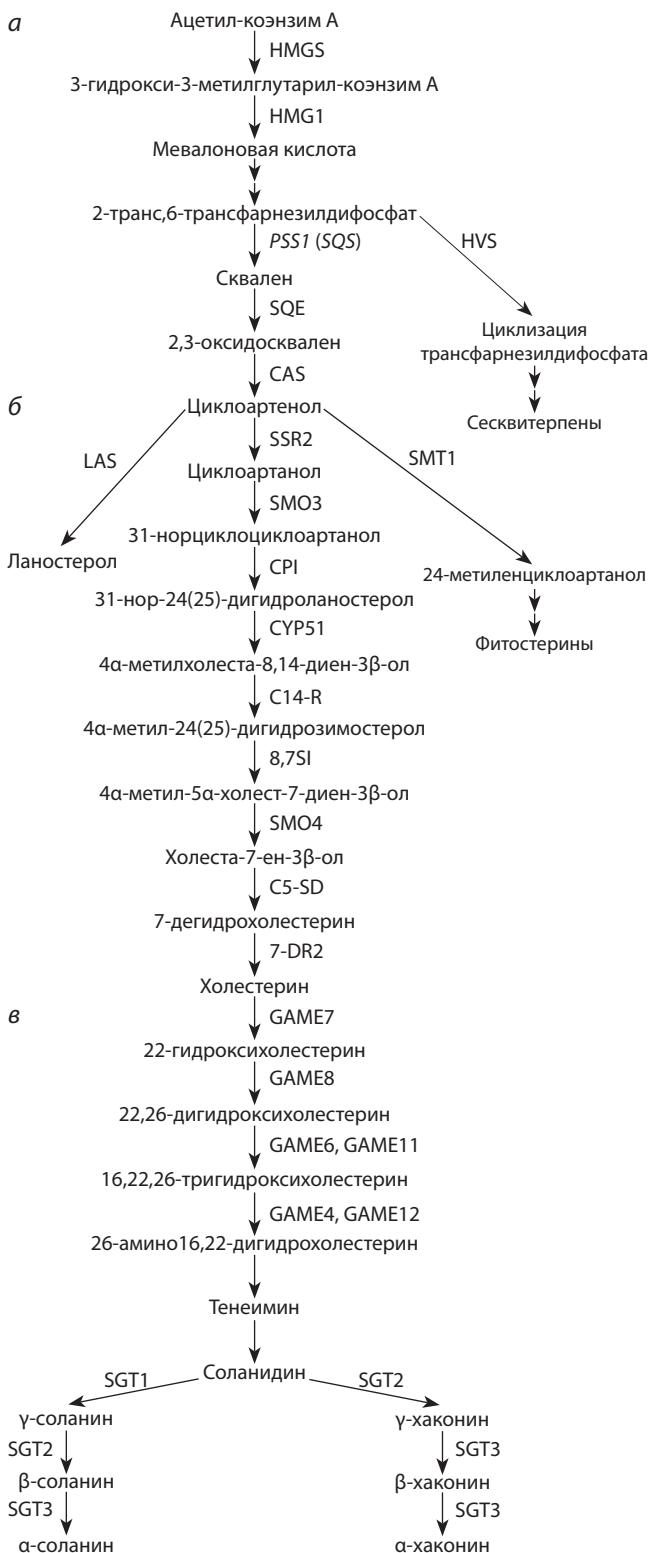 а
Ацетил-коэнзим А
HMGS
3-гидрокси-3-метилглутарил-коэнзим А
HMG1
Мевалоновая кислота
2-транс,6-трансфарнезилдифосфат
PSS1 (SQS)
HVS
Сквален
SQE
Циклизация
трансфарнезилдифосфата
2,3-оксидосквален
CAS
Сесквитерпены
б
Циклоартенол
LAS
SSR2
SMT1
Циклоартанол
SMO3
31-норциклоциклоартанол
Ланостерол
CPI
24-метиленциклоартанол
31-нор-24(25)-дигидроланостерол
CYP51
Фитостерины
4α-метилхолеста-8,14-диен-3β-ол
C14-R
4α-метил-24(25)-дигидрозимостерол
8,7SI
4α-метил-5α-холест-7-диен-3β-ол
SMO4
Холеста-7-ен-3β-ол
C5-SD
7-дегидрохолестерин
7-DR2
Холестерин
в
GAME7
22-гидроксихолестерин
GAME8
22,26-дигидроксихолестерин
GAME6, GAME11
16,22,26-тригидроксихолестерин
GAME4, GAME12
26-амино16,22-дигидрохолестерин
Тенеимин
Соланидин
SGT1
SGT2
γ-соланин
γ-хаконин
SGT2
SGT3
β-соланин
β-хаконин
SGT3
SGT3
α-соланин
α-хаконин